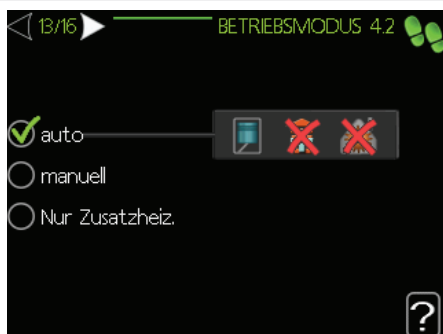 13/16 BETRIEBSMODUS 4.2
auto
manuell
Nur Zusatzheiz.
?